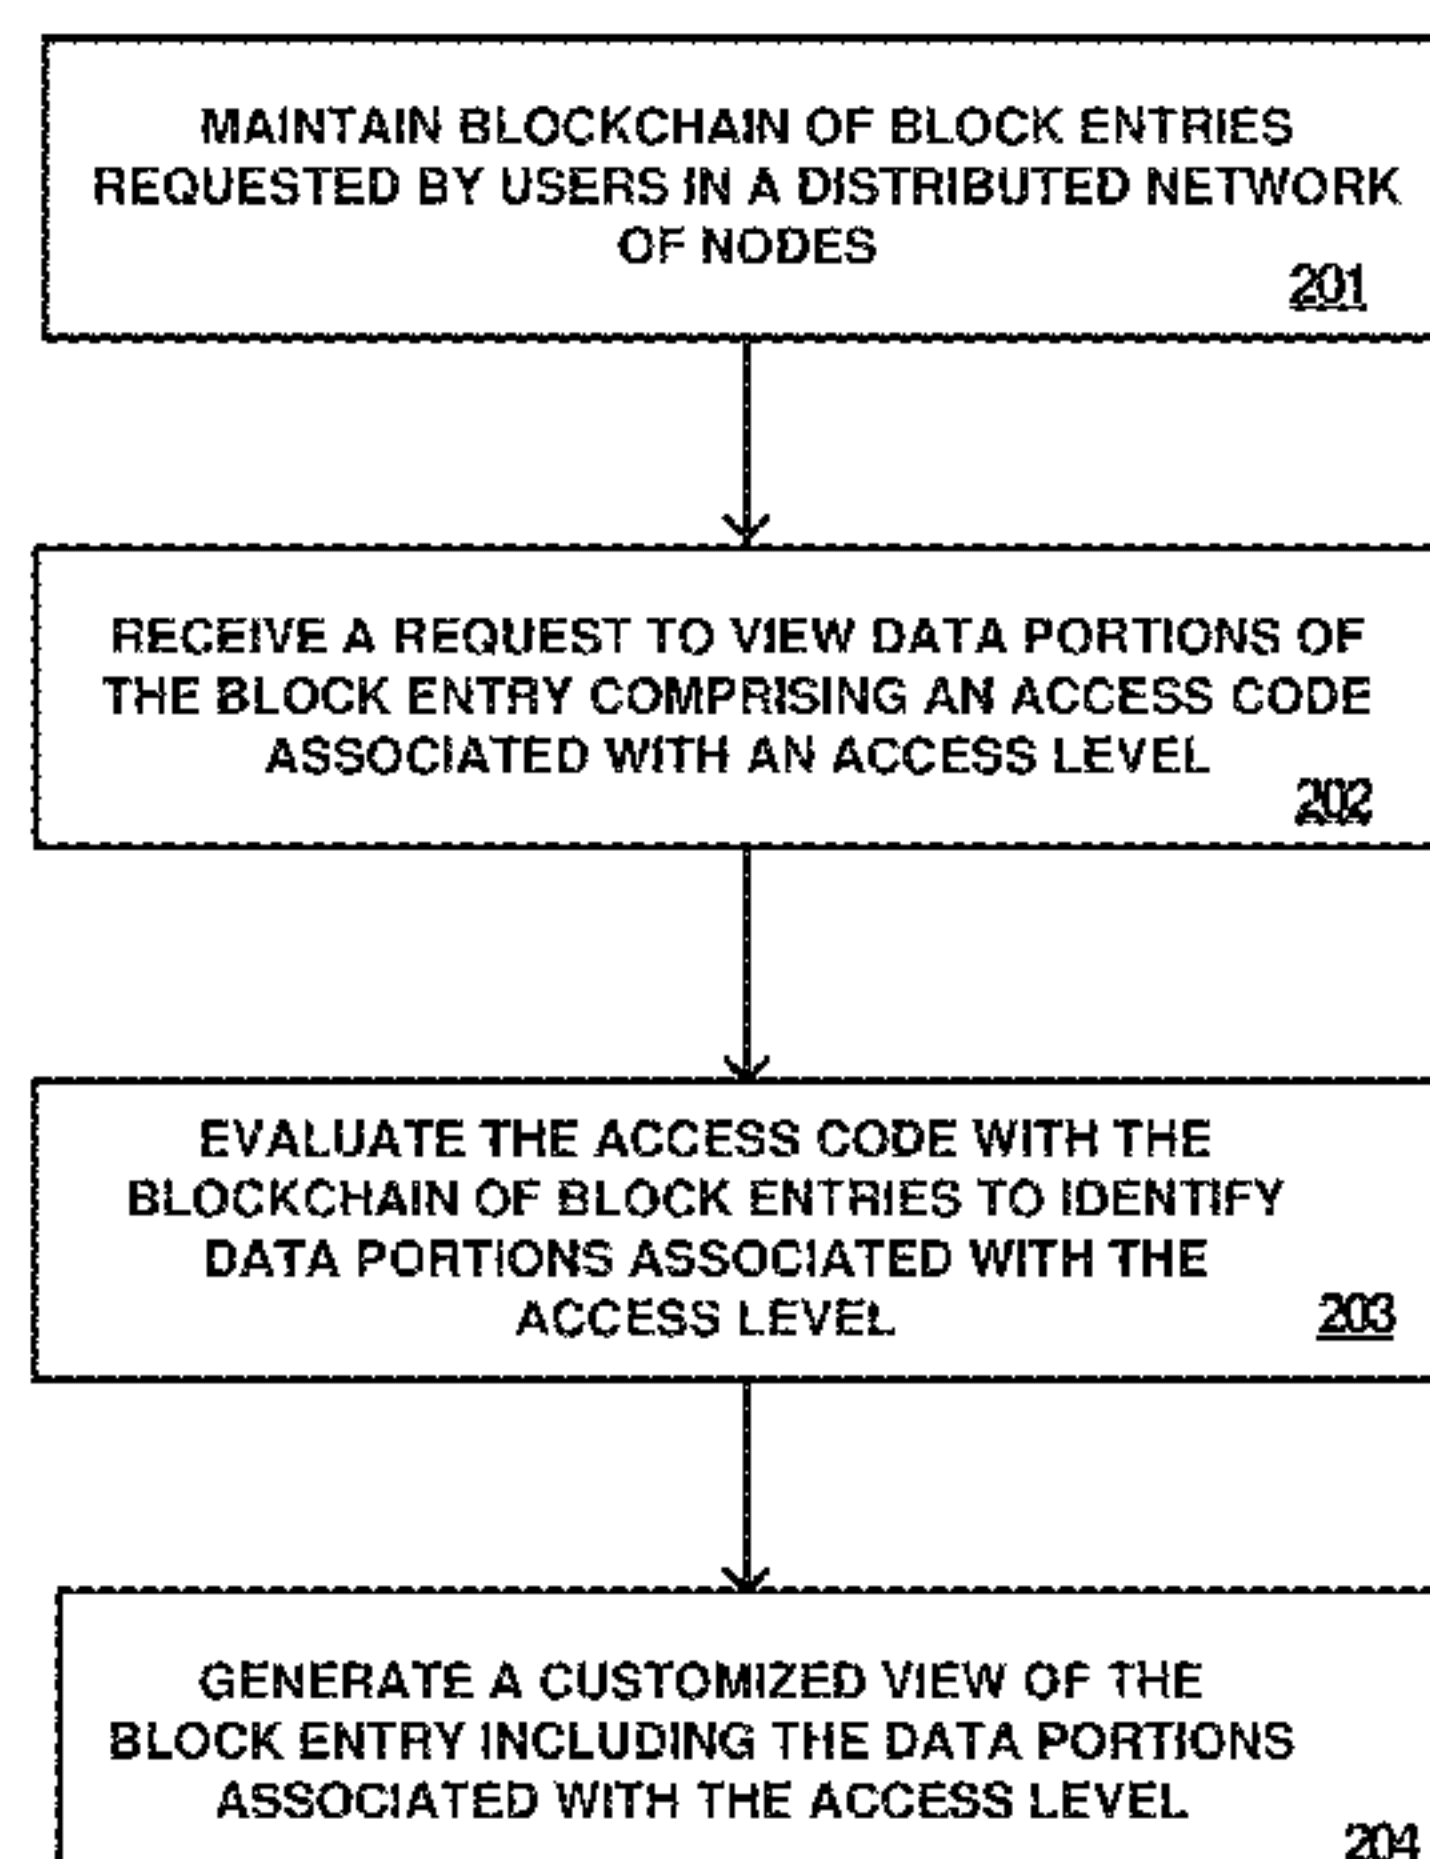 MAINTAIN BLOCKCHAIN OF BLOCK ENTRIES
REQUESTED BY USERS IN A DISTRIBUTED NETWORK
OF NODES
201
RECEIVE A REQUEST TO VIEW DATA PORTIONS OF
THE BLOCK ENTRY COMPRISING AN ACCESS CODE
ASSOCIATED WITH AN ACCESS LEVEL
202
EVALUATE THE ACCESS CODE WITH THE
BLOCKCHAIN OF BLOCK ENTRIES TO IDENTIFY
DATA PORTIONS ASSOCIATED WITH THE
ACCESS LEVEL
203
GENERATE A CUSTOMIZED VIEW OF THE
BLOCK ENTRY INCLUDING THE DATA PORTIONS
ASSOCIATED WITH THE ACCESS LEVEL
204